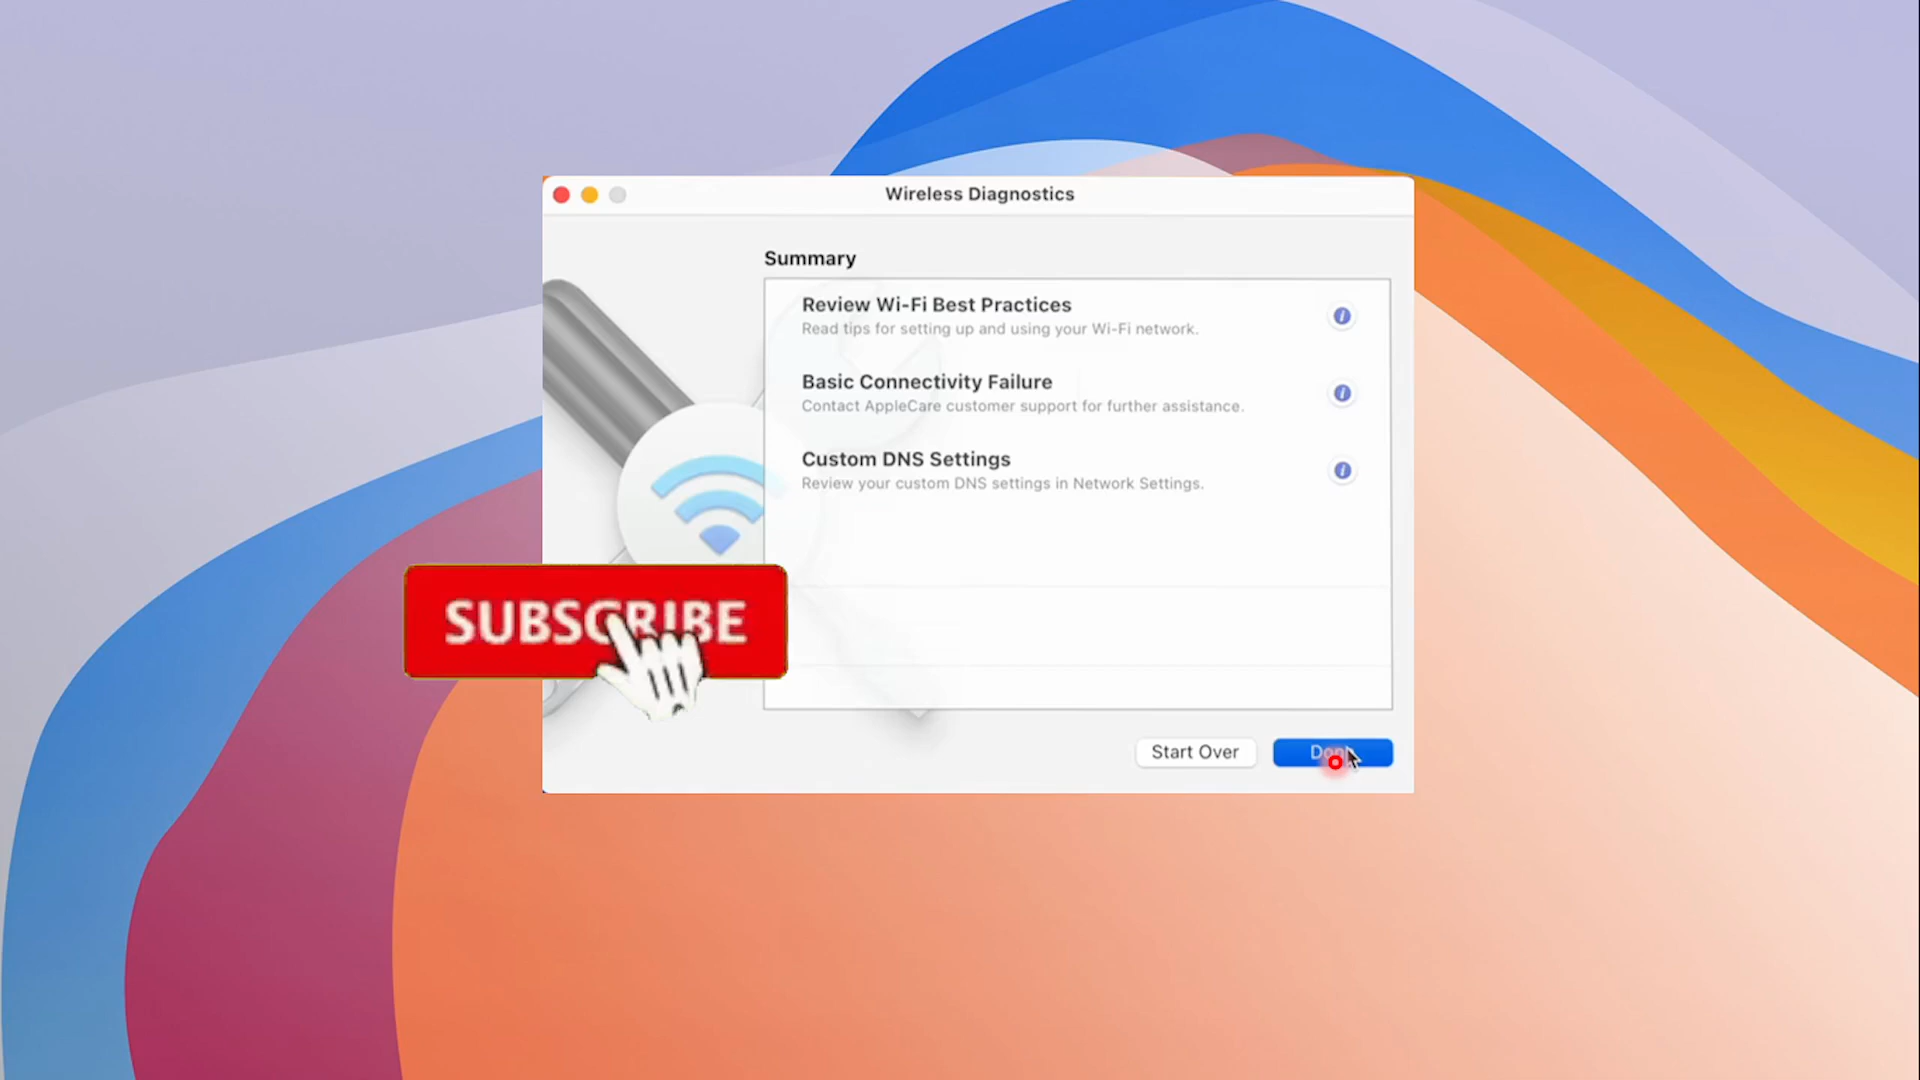 Wireless Diagnostics
Summary
Review Wi-Fi Best Practices
Read tips for setting up and using your Wi-Fi network.
Basic Connectivity Failure
Contact AppleCare customer support for further assistance.
Custom DNS Settings
Review your custom DNS settings in Network Settings.
SUBSCRIBE
Start Over
Done